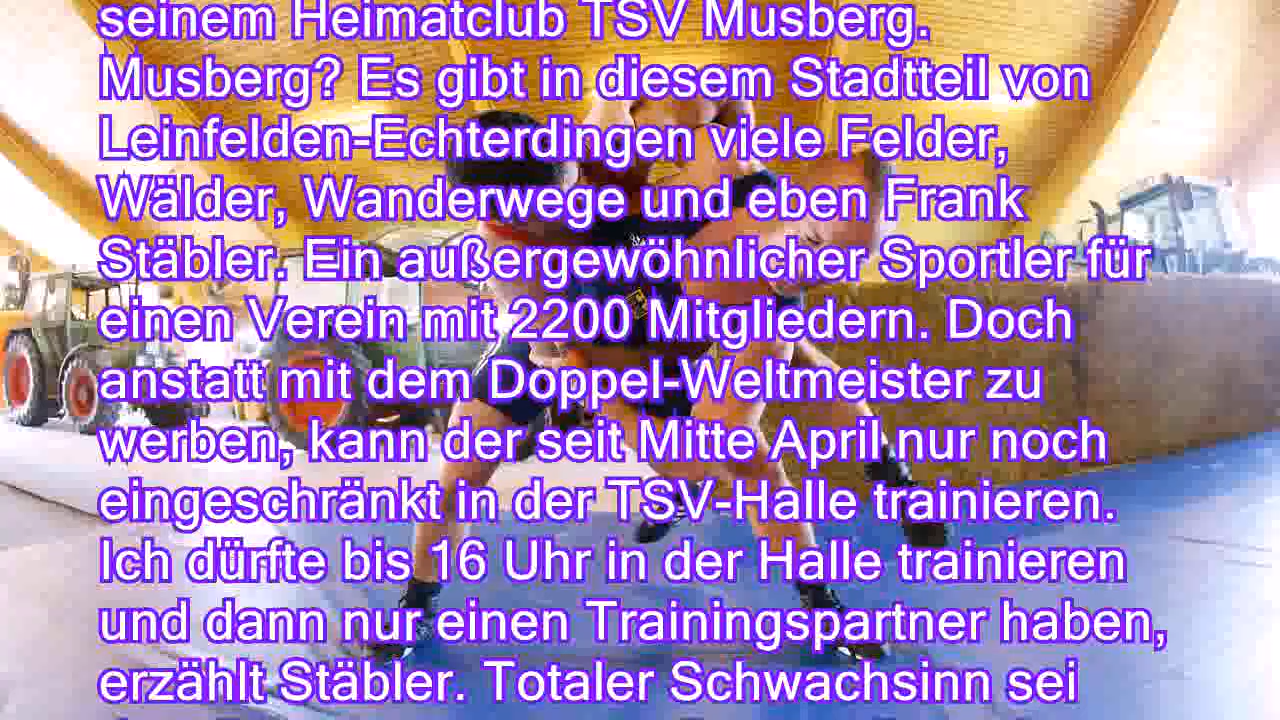 seinem Heimatclub TSV Musberg.
Musberg? Es gibt in diesem Stadtteil von
Leinfelden-Echterdingen viele Felder,
Wälder, Wanderwege und eben Frank
Stäbler. Ein außergewöhnlicher Sportler für
einen Verein mit 2200 Mitgliedern. Doch
anstatt mit dem Doppel-Weltmeister zu
werben, kann der seit Mitte April nur noch
eingeschränkt in der TSV-Halle trainieren.
Ich dürfte bis 16 Uhr in der Halle trainieren
und dann nur einen Trainingspartner haben,
erzählt Stäbler. Totaler Schwachsinn sei